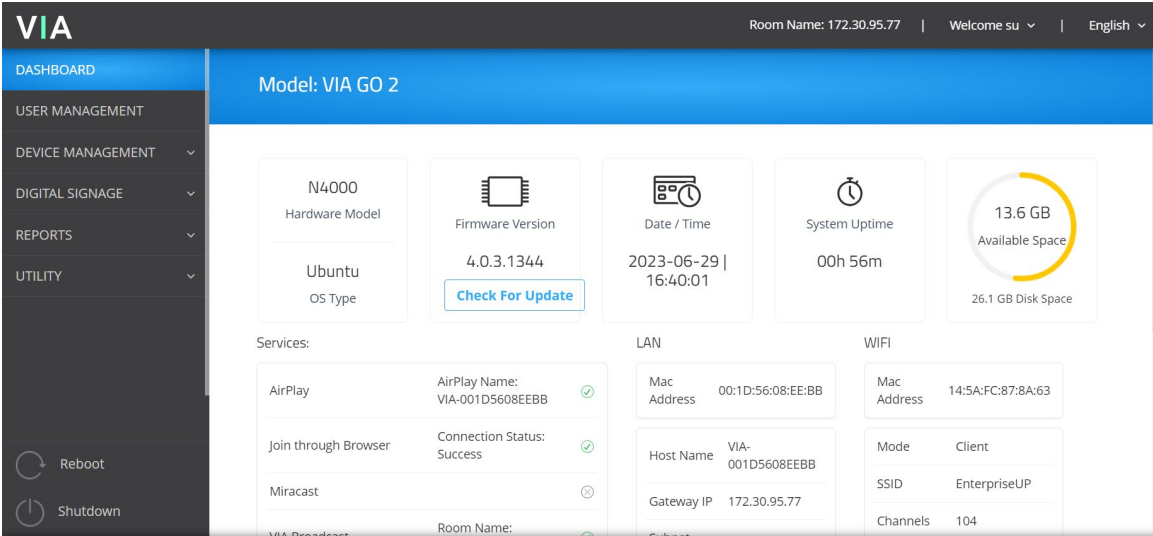 VIA
Room Name: 172.30.95.77 | Welcome su | English
DASHBOARD
USER MANAGEMENT
DEVICE MANAGEMENT
DIGITAL SIGNAGE
REPORTS
UTILITY
Reboot
Shutdown
Model: VIA GO 2
N4000
Hardware Model
Ubuntu
OS Type
Firmware Version
4.0.3.1344
Check For Update
Date / Time
2023-06-29 |
16:40:01
System Uptime
00h 56m
13.6 GB
Available Space
26.1 GB Disk Space
Services:
AirPlay
AirPlay Name:
VIA-001D5608EEBB
Join through Browser
Connection Status:
Success
Miracast
VIA Broadcast
Room Name:
LAN
Mac
Address
00:1D:56:08:EE:BB
Host Name
VIA-
001D5608EEBB
Gateway IP 172.30.95.77
Subnet
WIFI
Mac
Address
14:5A:FC:87:8A:63
Mode Client
SSID EnterpriseUP
Channels 104